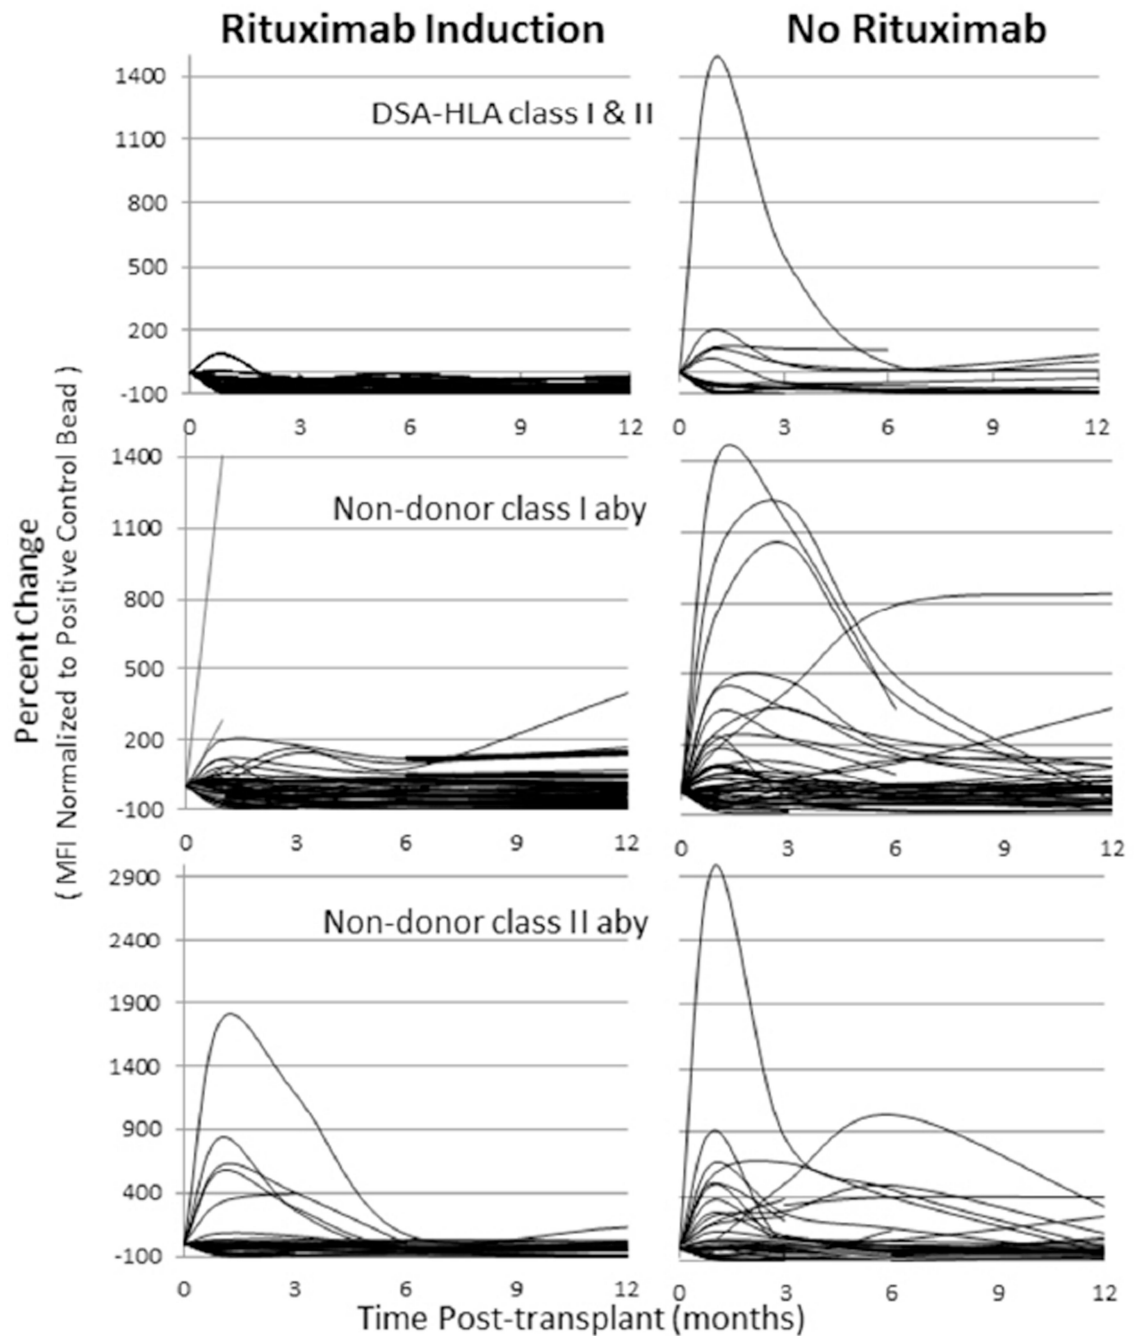 Rituximab Induction No Rituximab
DSA-HLA class I & II
1400
1100
800
500
200
-100
0 3 6 9 12 0 3 6 9 12
Non-donor class I aby
1400
1100
800
500
200
-100
0 3 6 9 12 0 3 6 9 12
Non-donor class II aby
2900
2400
1900
1400
900
400
-100
0 3 6 9 12 0 3 6 9 12
Percent Change
( MFI Normalized to Positive Control Bead )
Time Post-transplant (months)